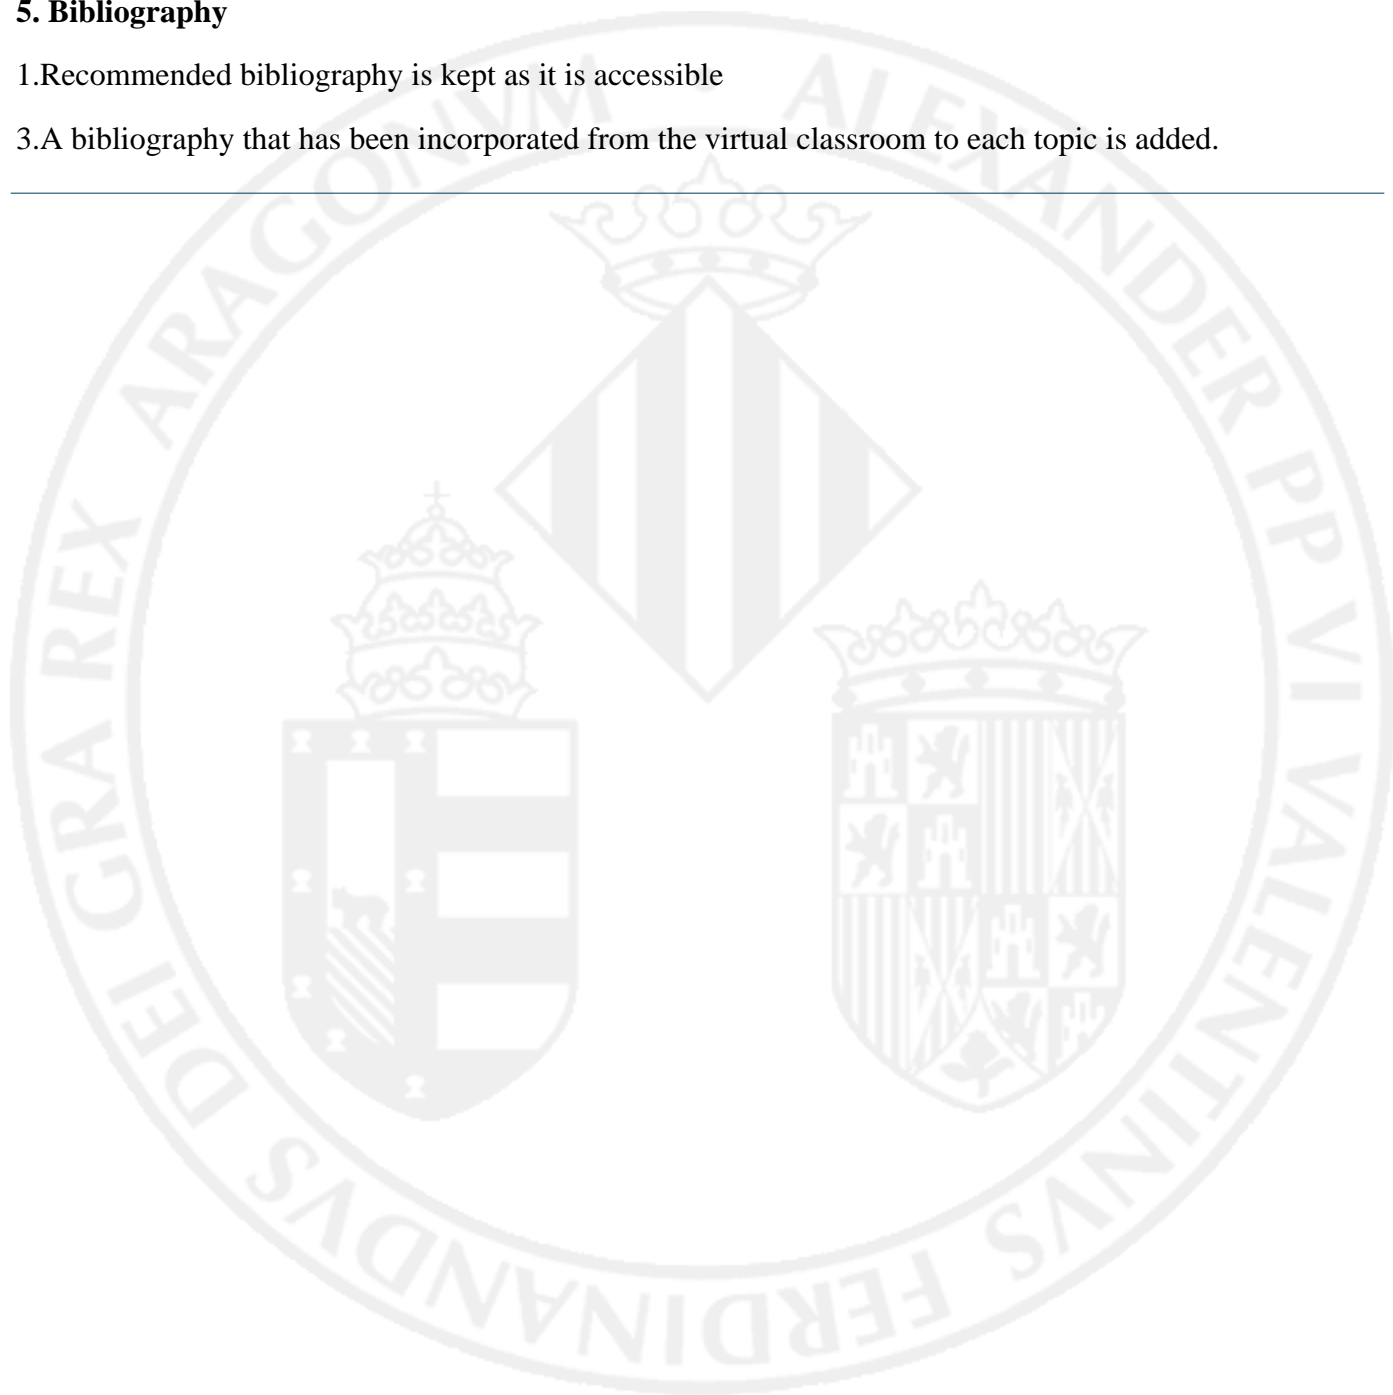 5. Bibliography
1.Recommended bibliography is kept as it is accessible
3.A bibliography that has been incorporated from the virtual classroom to each topic is added.
ALEXANDER PP VI VALENTINVS FERDINANDVS DEI GRA REX ARAGONVM